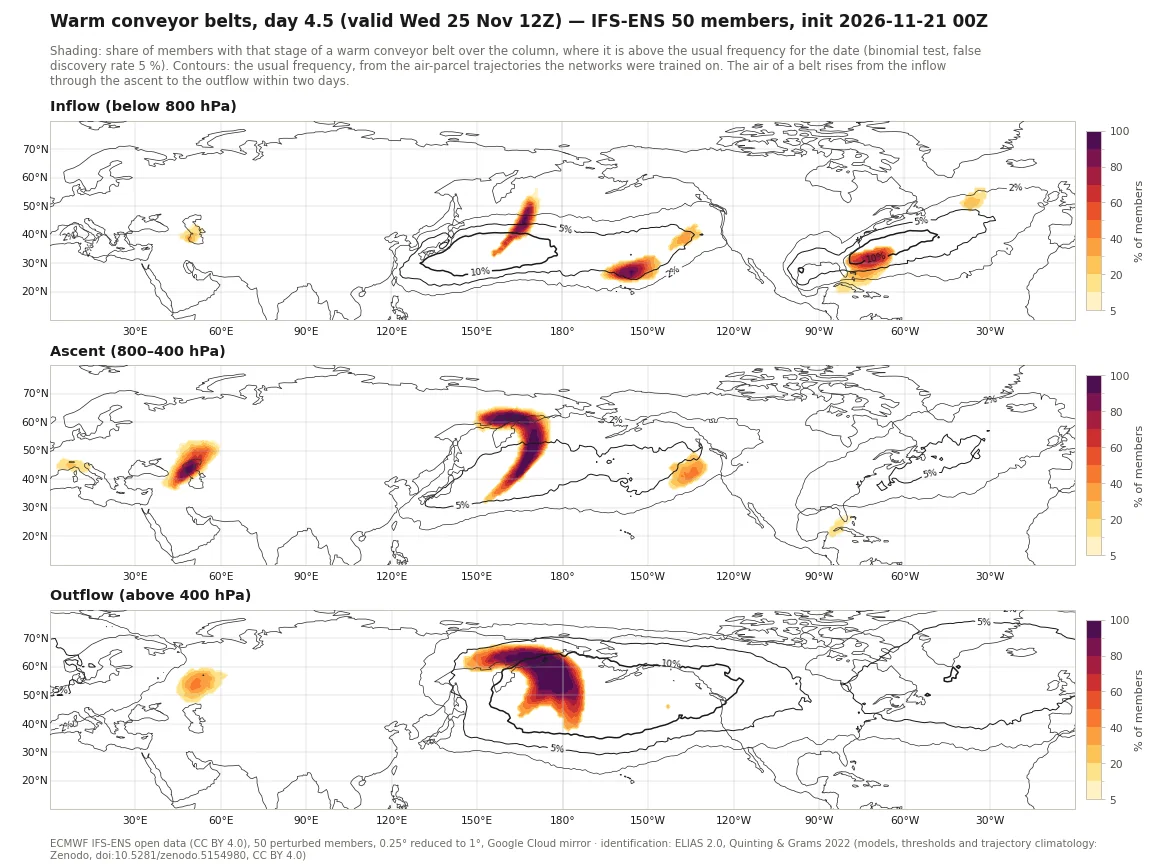 Warm conveyor belts, day 4.5 (valid Wed 25 Nov 12Z) — IFS-ENS 50 members, init 2026-11-21 00Z
Shading: share of members with that stage of a warm conveyor belt over the column, where it is above the usual frequency for the date (binomial test, false
discovery rate 5 %). Contours: the usual frequency, from the air-parcel trajectories the networks were trained on. The air of a belt rises from the inflow
through the ascent to the outflow within two days.
Inflow (below 800 hPa)
70°N
60°N
50°N
40°N
30°N
20°N
2%
5%
10%
2%
2%
5%
10%
30°E 60°E 90°E 120°E 150°E 180° 150°W 120°W 90°W 60°W 30°W
100
80
60
40
20
5
% of members
Ascent (800–400 hPa)
70°N
60°N
50°N
40°N
30°N
20°N
2%
5%
2%
5%
30°E 60°E 90°E 120°E 150°E 180° 150°W 120°W 90°W 60°W 30°W
100
80
60
40
20
5
% of members
Outflow (above 400 hPa)
70°N
60°N
50°N
40°N
30°N
20°N
5%
10%
5%
5%
30°E 60°E 90°E 120°E 150°E 180° 150°W 120°W 90°W 60°W 30°W
100
80
60
40
20
5
% of members
ECMWF IFS-ENS open data (CC BY 4.0), 50 perturbed members, 0.25° reduced to 1°, Google Cloud mirror · identification: ELIAS 2.0, Quinting & Grams 2022 (models, thresholds and trajectory climatology:
Zenodo, doi:10.5281/zenodo.5154980, CC BY 4.0)